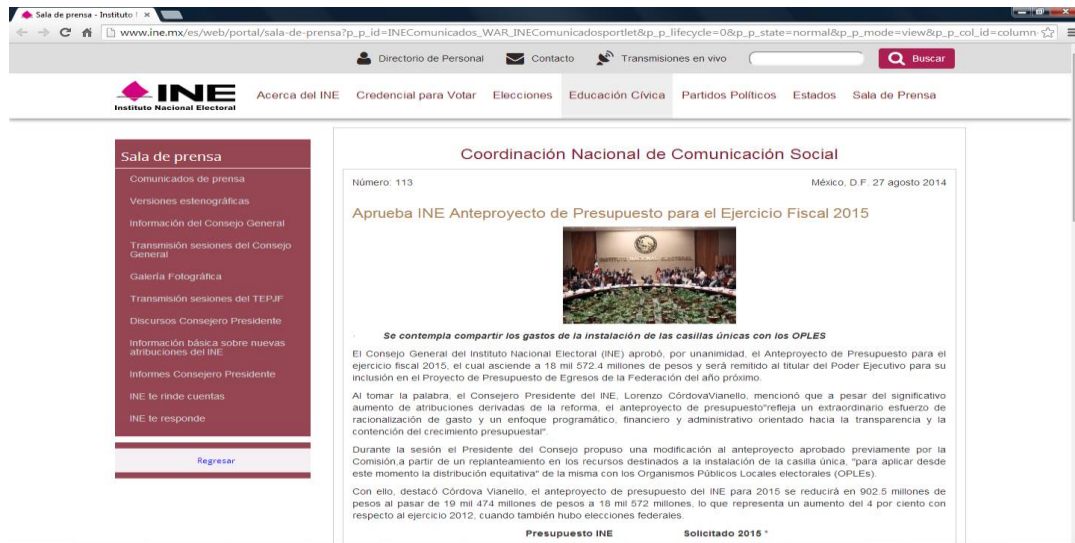 Sala de prensa - Instituto
www.ine.mx/es/web/portal/sala-de-prensa?p_p_id=INEComunicados_WAR_INEComunicadosportlet&p_p_lifecycle=0&p_p_state=normal&p_p_mode=view&p_p_col_id=column-
Directorio de Personal Contacto Transmisiones en vivo Buscar
INE
Instituto Nacional Electoral
Acerca del INE Credencial para Votar Elecciones Educación Cívica Partidos Políticos Estados Sala de Prensa
Sala de prensa
Comunicados de prensa
Versiones estenográficas
Información del Consejo General
Transmisión sesiones del Consejo
General
Galería Fotográfica
Transmisión sesiones del TEPJF
Discursos Consejero Presidente
Información básica sobre nuevas
atribuciones del INE
Informes Consejero Presidente
INE te rinde cuentas
INE te responde
Regresar
Coordinación Nacional de Comunicación Social
Número: 113 México, D.F. 27 agosto 2014
Aprueba INE Anteproyecto de Presupuesto para el Ejercicio Fiscal 2015
INSTITUTO NACIONAL ELECTORAL
Se contempla compartir los gastos de la instalación de las casillas únicas con los OPLES
El Consejo General del Instituto Nacional Electoral (INE) aprobó, por unanimidad, el Anteproyecto de Presupuesto para el
ejercicio fiscal 2015, el cual asciende a 18 mil 572.4 millones de pesos y será remitido al titular del Poder Ejecutivo para su
inclusión en el Proyecto de Presupuesto de Egresos de la Federación del año próximo.
Al tomar la palabra, el Consejero Presidente del INE, Lorenzo CórdovaVianello, mencionó que a pesar del significativo
aumento de atribuciones derivadas de la reforma, el anteproyecto de presupuesto"refleja un extraordinario esfuerzo de
racionalización de gasto y un enfoque programático, financiero y administrativo orientado hacia la transparencia y la
contención del crecimiento presupuestal".
Durante la sesión el Presidente del Consejo propuso una modificación al anteproyecto aprobado previamente por la
Comisión,a partir de un replanteamiento en los recursos destinados a la instalación de la casilla única, "para aplicar desde
este momento la distribución equitativa" de la misma con los Organismos Públicos Locales electorales (OPLEs).
Con ello, destacó Córdova Vianello, el anteproyecto de presupuesto del INE para 2015 se reducirá en 902.5 millones de
pesos al pasar de 19 mil 474 millones de pesos a 18 mil 572 millones, lo que representa un aumento del 4 por ciento con
respecto al ejercicio 2012, cuando también hubo elecciones federales.
Presupuesto INE Solicitado 2015 *